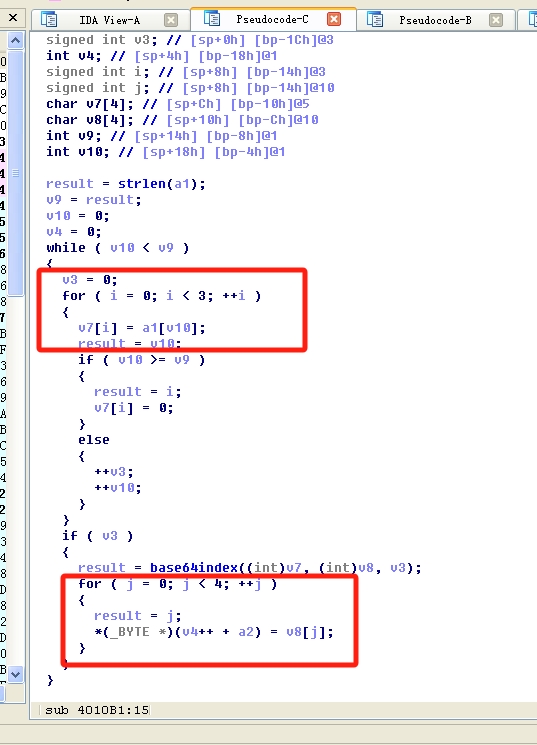 IDA View-A
Pseudocode-C
Pseudocode-B
signed int v3; // [sp+0h] [bp-1Ch]@3
int v4; // [sp+4h] [bp-18h]@1
signed int i; // [sp+8h] [bp-14h]@3
signed int j; // [sp+8h] [bp-14h]@10
char v7[4]; // [sp+Ch] [bp-10h]@5
char v8[4]; // [sp+10h] [bp-Ch]@10
int v9; // [sp+14h] [bp-8h]@1
int v10; // [sp+18h] [bp-4h]@1
result = strlen(a1);
v9 = result;
v10 = 0;
v4 = 0;
while ( v10 < v9 )
{
v3 = 0;
for ( i = 0; i < 3; ++i )
{
v7[i] = a1[v10];
result = v10;
if ( v10 >= v9 )
{
result = i;
v7[i] = 0;
}
else
{
++v3;
++v10;
}
}
if ( v3 )
{
result = base64index((int)v7, (int)v8, v3);
for ( j = 0; j < 4; ++j )
{
result = j;
*(_BYTE *)(v4++ + a2) = v8[j];
}
}
}
sub_4010B1:15